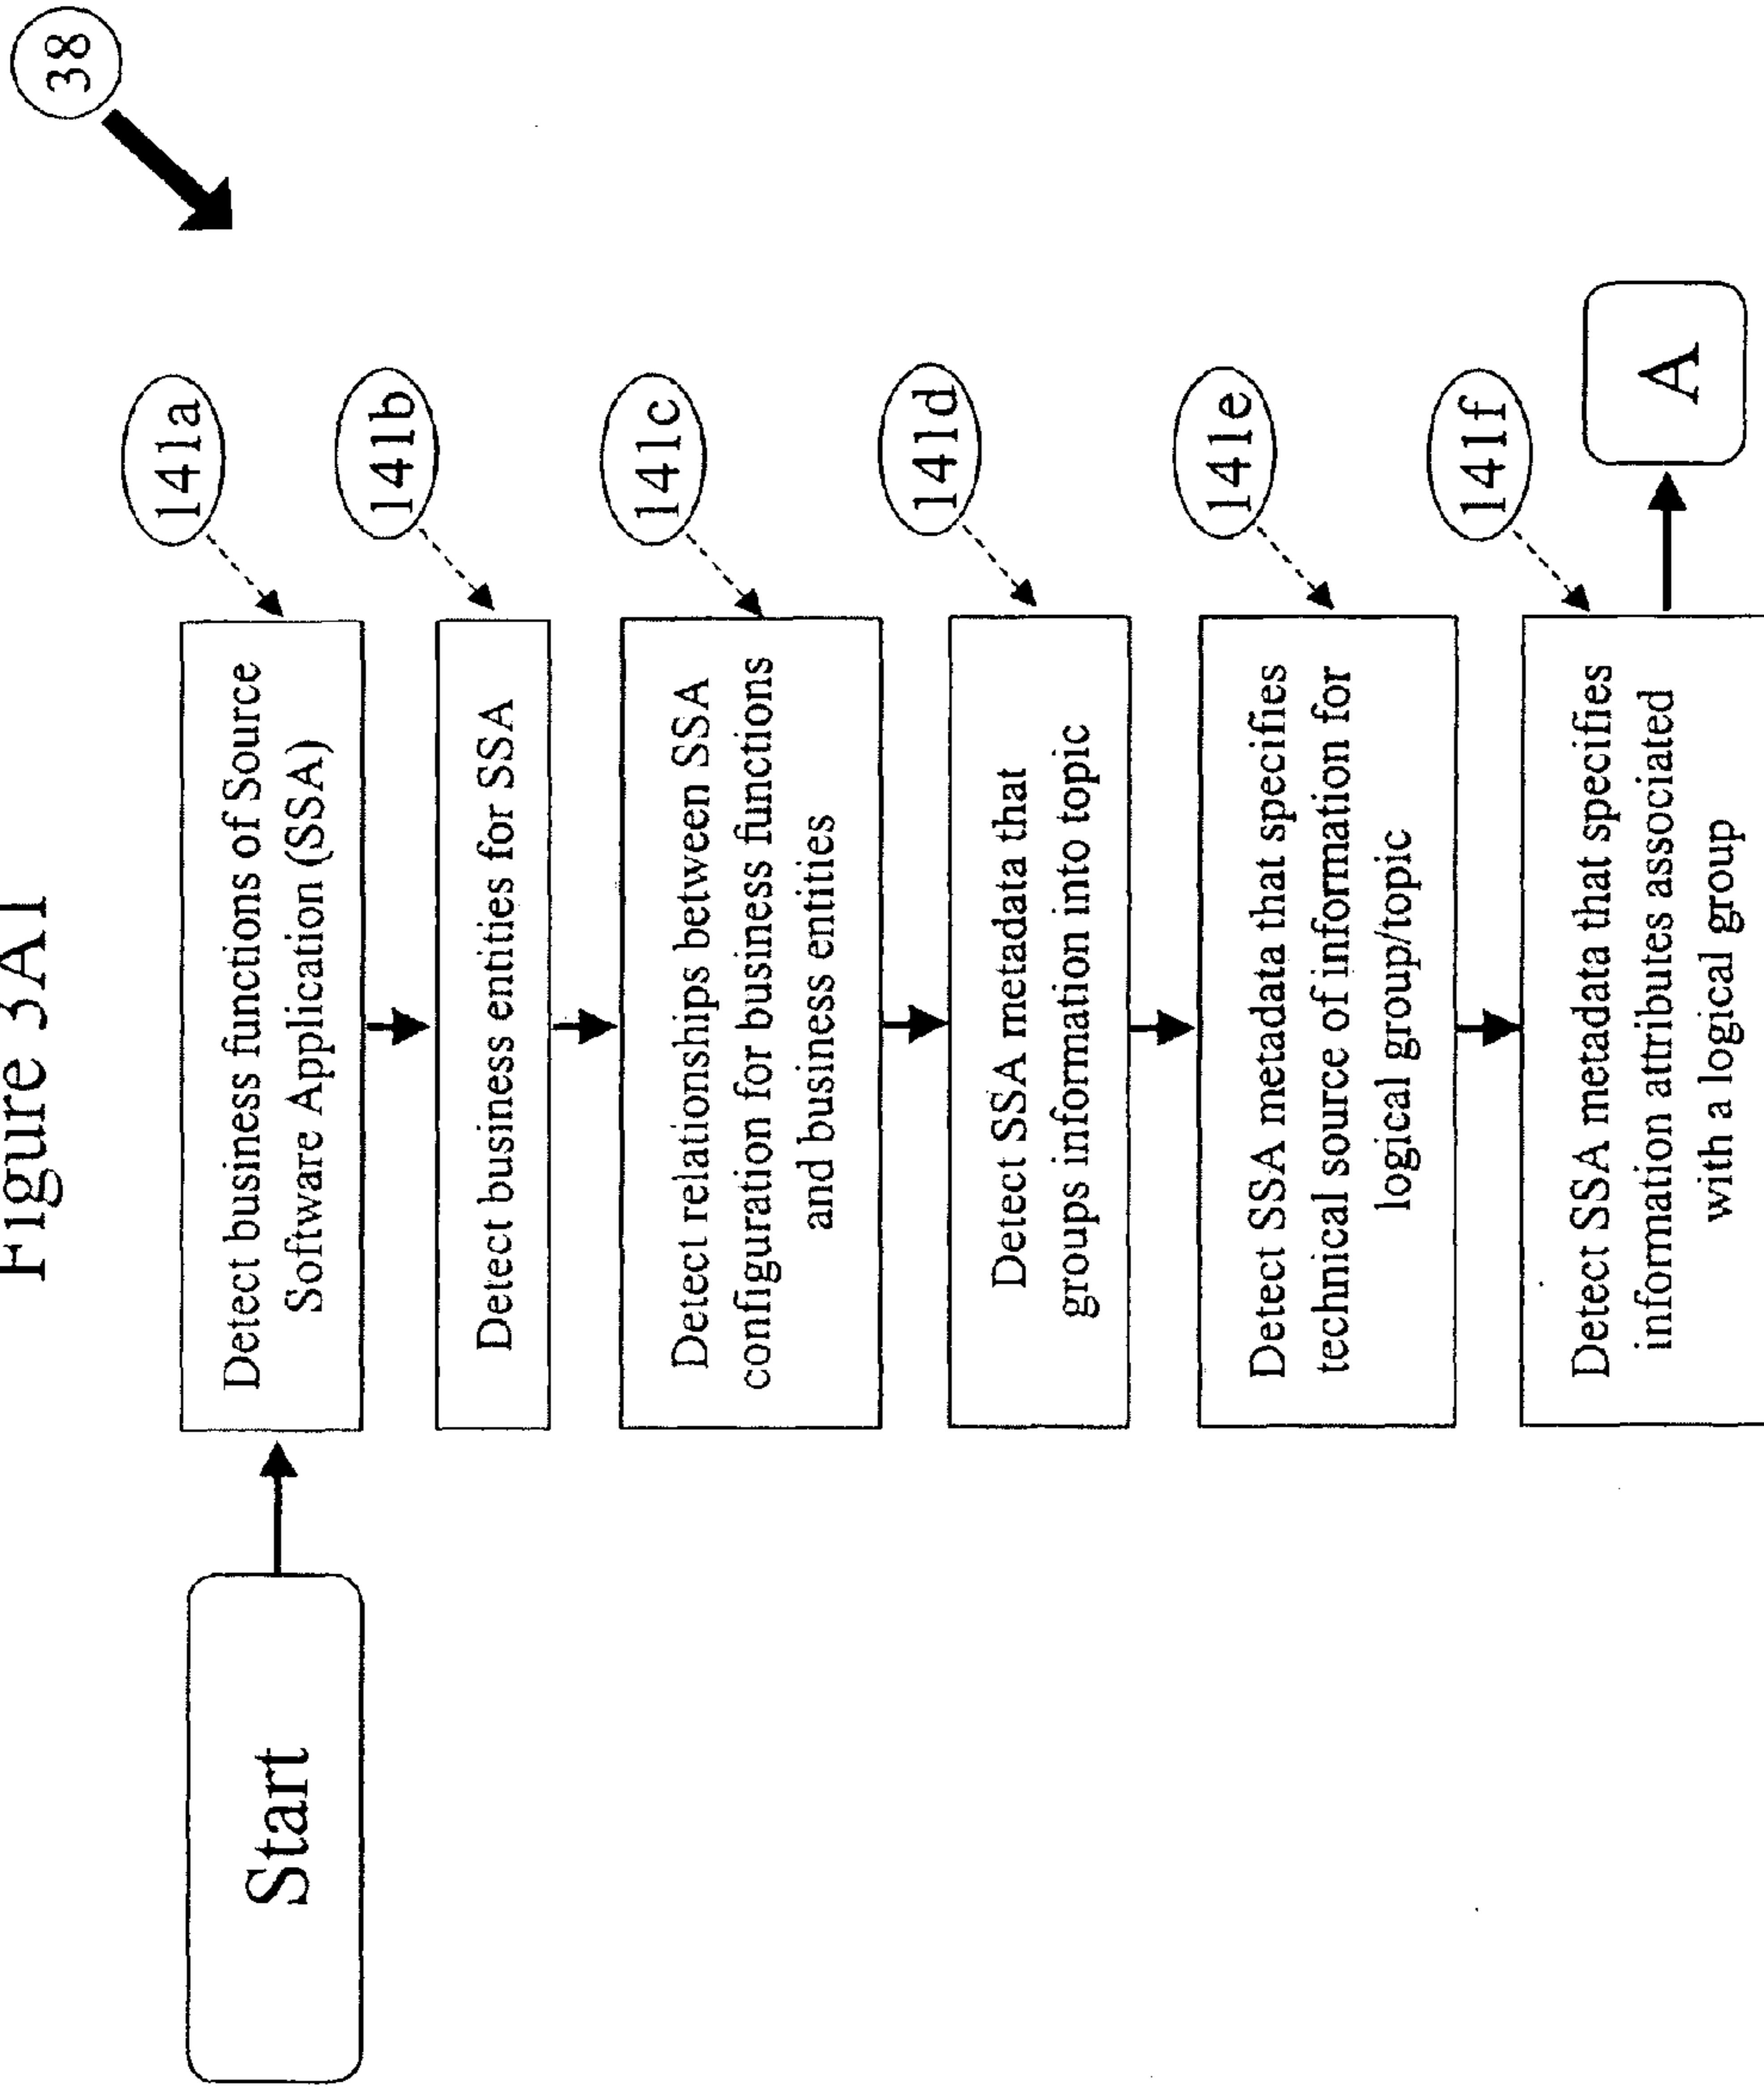 Figure 3A1
38
Start
Detect business functions of Source
Software Application (SSA)
141a
Detect business entities for SSA
141b
Detect relationships between SSA
configuration for business functions
and business entities
141c
Detect SSA metadata that
groups information into topic
141d
Detect SSA metadata that specifies
technical source of information for
logical group/topic
141e
Detect SSA metadata that specifies
information attributes associated
with a logical group
141f
A